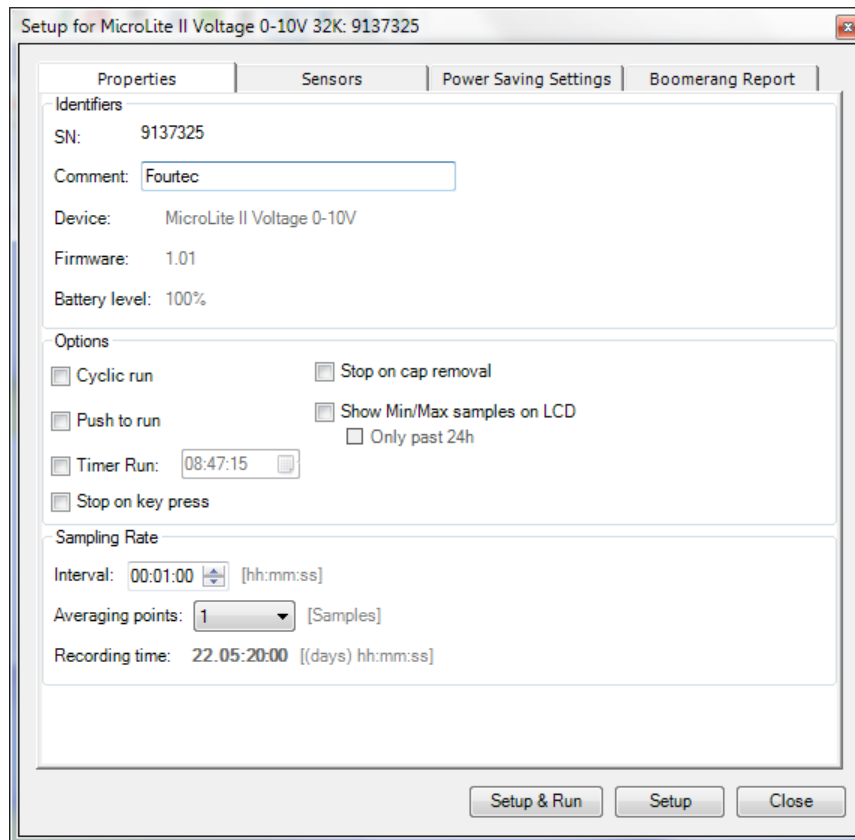 Setup for MicroLite II Voltage 0-10V 32K: 9137325
Properties Sensors Power Saving Settings Boomerang Report
Identifiers
SN: 9137325
Comment: Fourtec
Device: MicroLite II Voltage 0-10V
Firmware: 1.01
Battery level: 100%
Options
Cyclic run
Stop on cap removal
Push to run
Show Min/Max samples on LCD
Only past 24h
Timer Run: 08:47:15
Stop on key press
Sampling Rate
Interval: 00:01:00 [hh:mm:ss]
Averaging points: 1 [Samples]
Recording time: 22.05:20:00 [(days) hh:mm:ss]
Setup & Run Setup Close